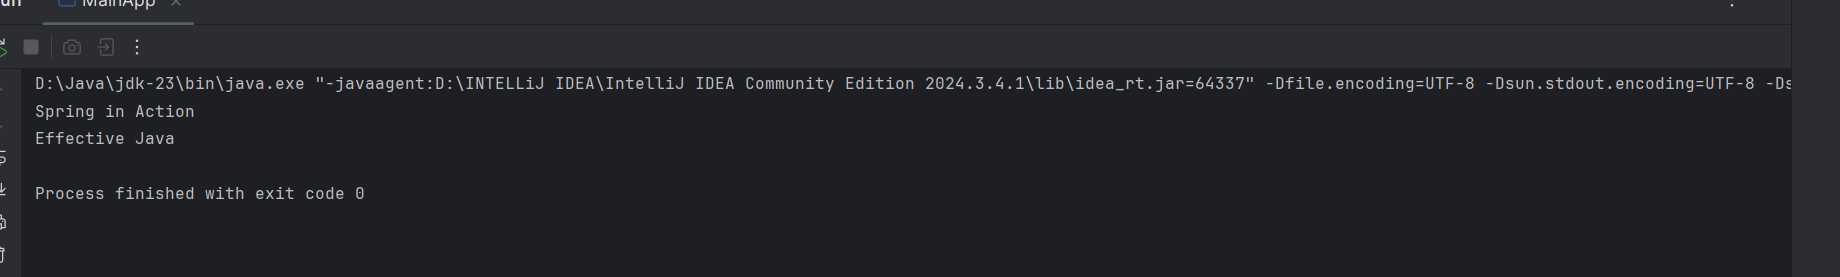 MainApp
D:\Java\jdk-23\bin\java.exe "-javaagent:D:\INTELLiJ IDEA\IntelliJ IDEA Community Edition 2024.3.4.1\lib\idea_rt.jar=64337" -Dfile.encoding=UTF-8 -Dsun.stdout.encoding=UTF-8 -Ds
Spring in Action
Effective Java
Process finished with exit code 0